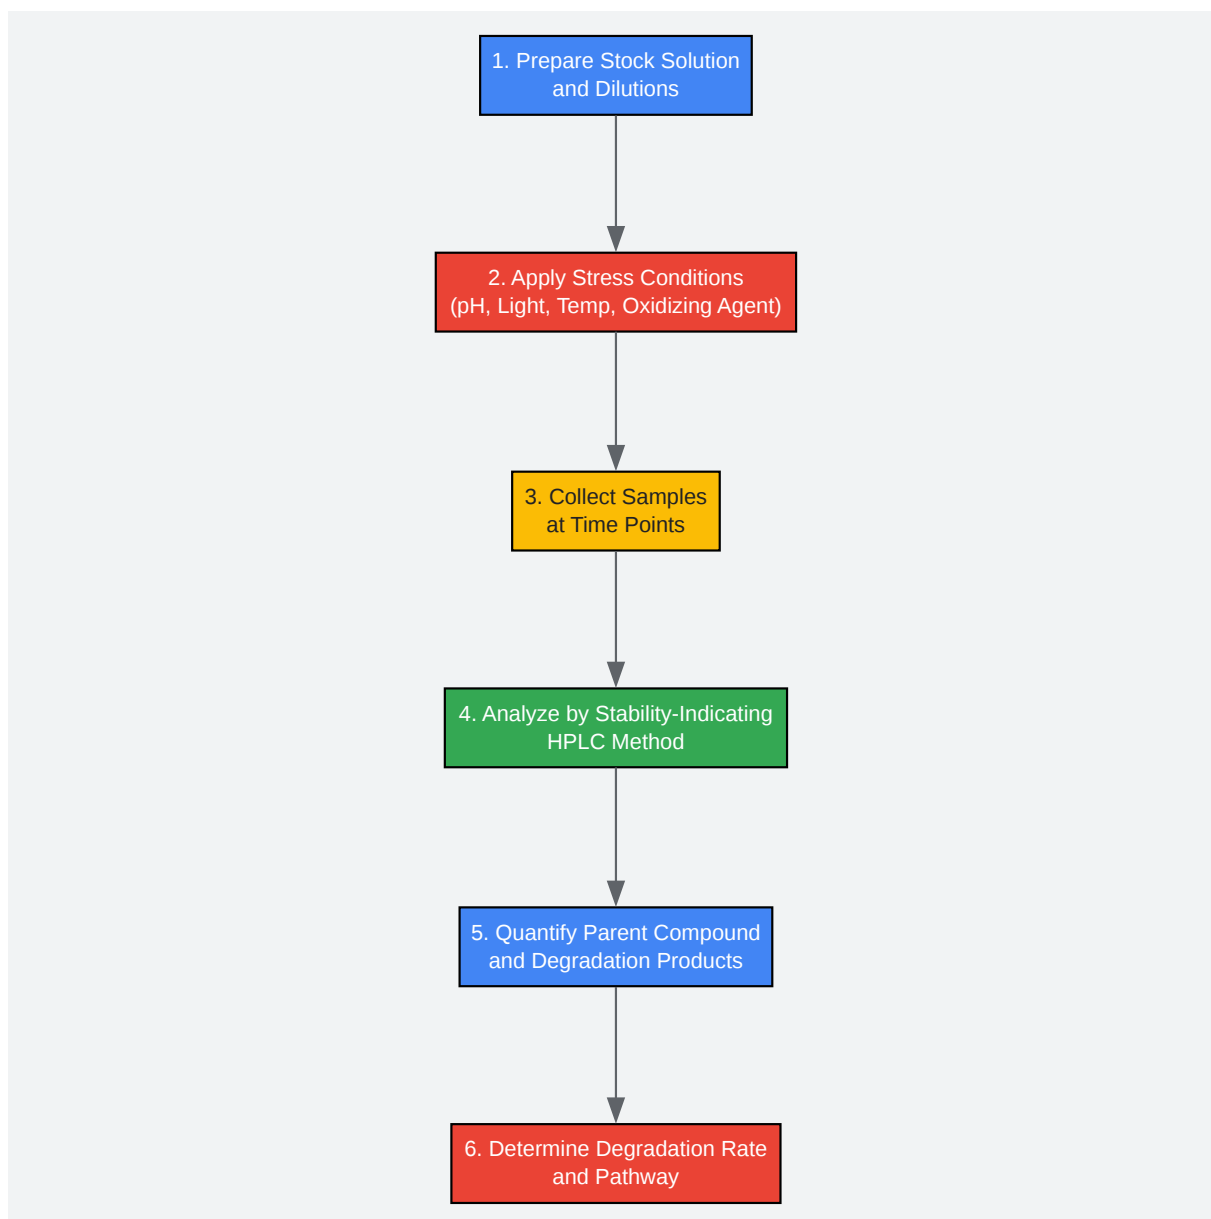 1. Prepare Stock Solution
and Dilutions
2. Apply Stress Conditions
(pH, Light, Temp, Oxidizing Agent)
3. Collect Samples
at Time Points
4. Analyze by Stability-Indicating
HPLC Method
5. Quantify Parent Compound
and Degradation Products
6. Determine Degradation Rate
and Pathway